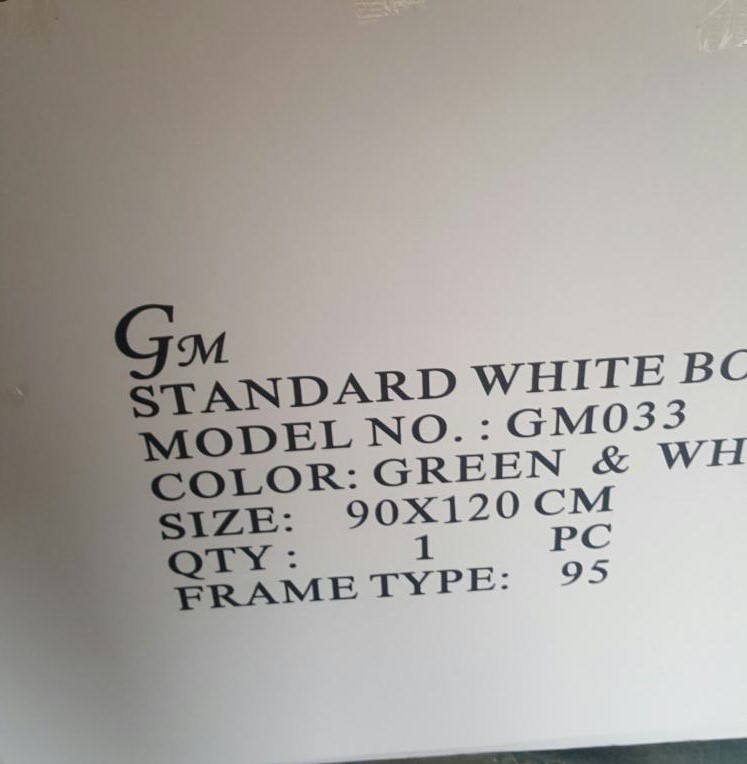 GM
STANDARD WHITE BO
MODEL NO. : GM033
COLOR: GREEN & WH
SIZE: 90X120 CM
QTY : 1 PC
FRAME TYPE: 95